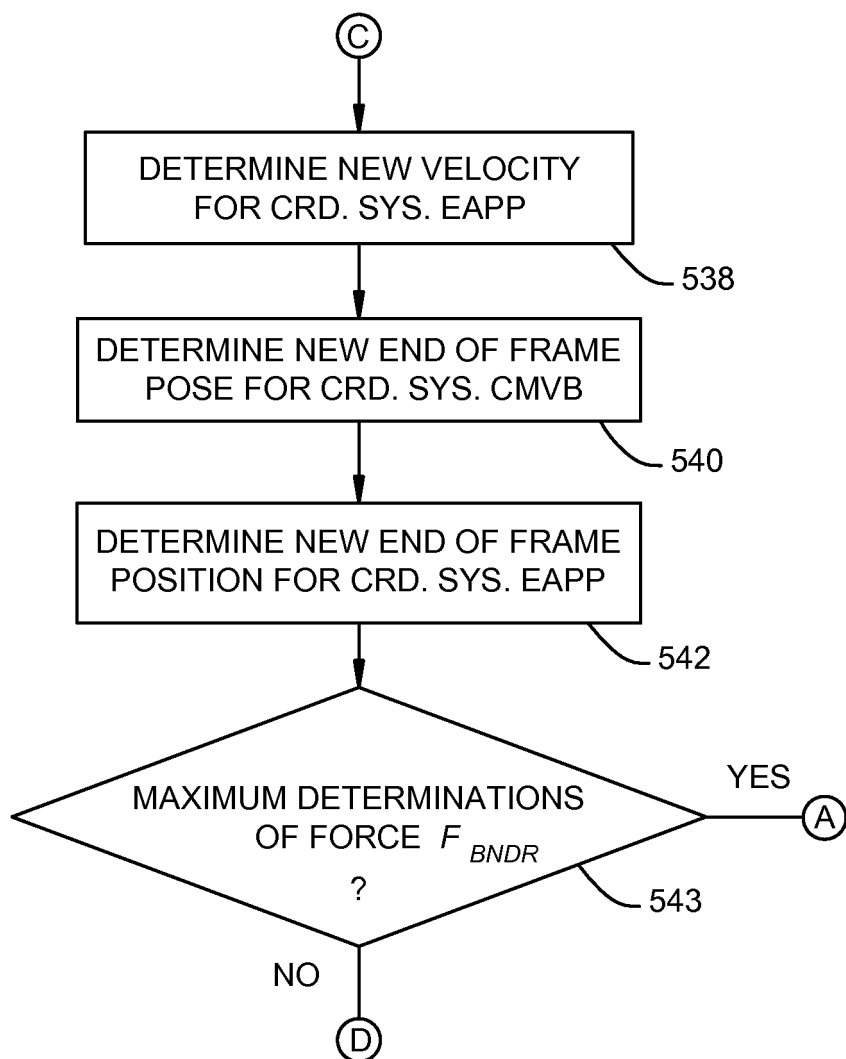 C
DETERMINE NEW VELOCITY
FOR CRD. SYS. EAPP
538
DETERMINE NEW END OF FRAME
POSE FOR CRD. SYS. CMVB
540
DETERMINE NEW END OF FRAME
POSITION FOR CRD. SYS. EAPP
542
MAXIMUM DETERMINATIONS
OF FORCE F BNDR
?
YES
A
543
NO
D